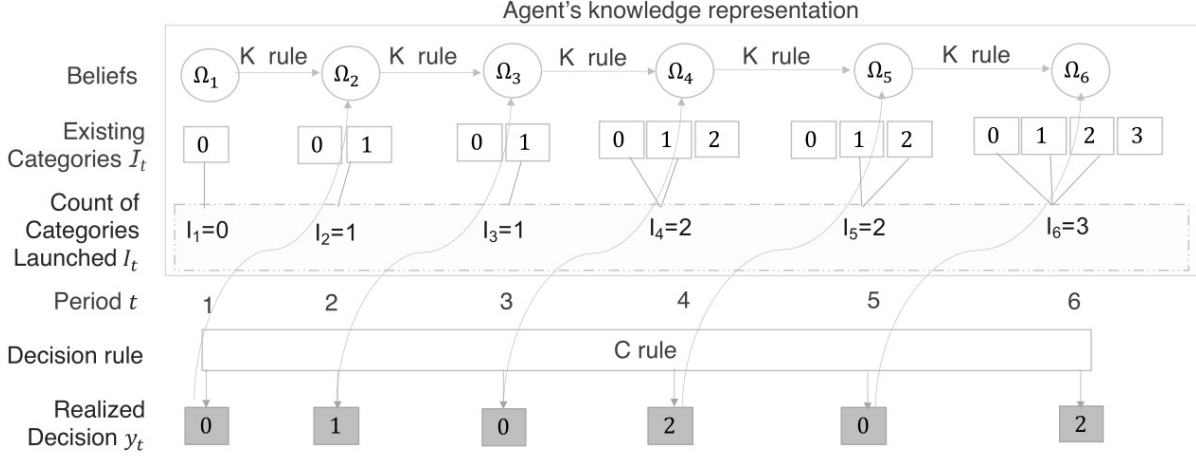 Agent's knowledge representation
Beliefs Ω₁ K rule Ω₂ K rule Ω₃ K rule Ω₄ K rule Ω₅ K rule Ω₆
Existing
Categories I_t
0 0 1 0 1 0 1 2 0 1 2 0 1 2 3
Count of
Categories
Launched I_t
I₁=0 I₂=1 I₃=1 I₄=2 I₅=2 I₆=3
Period t 1 2 3 4 5 6
Decision rule C rule
Realized
Decision y_t
0 1 0 2 0 2